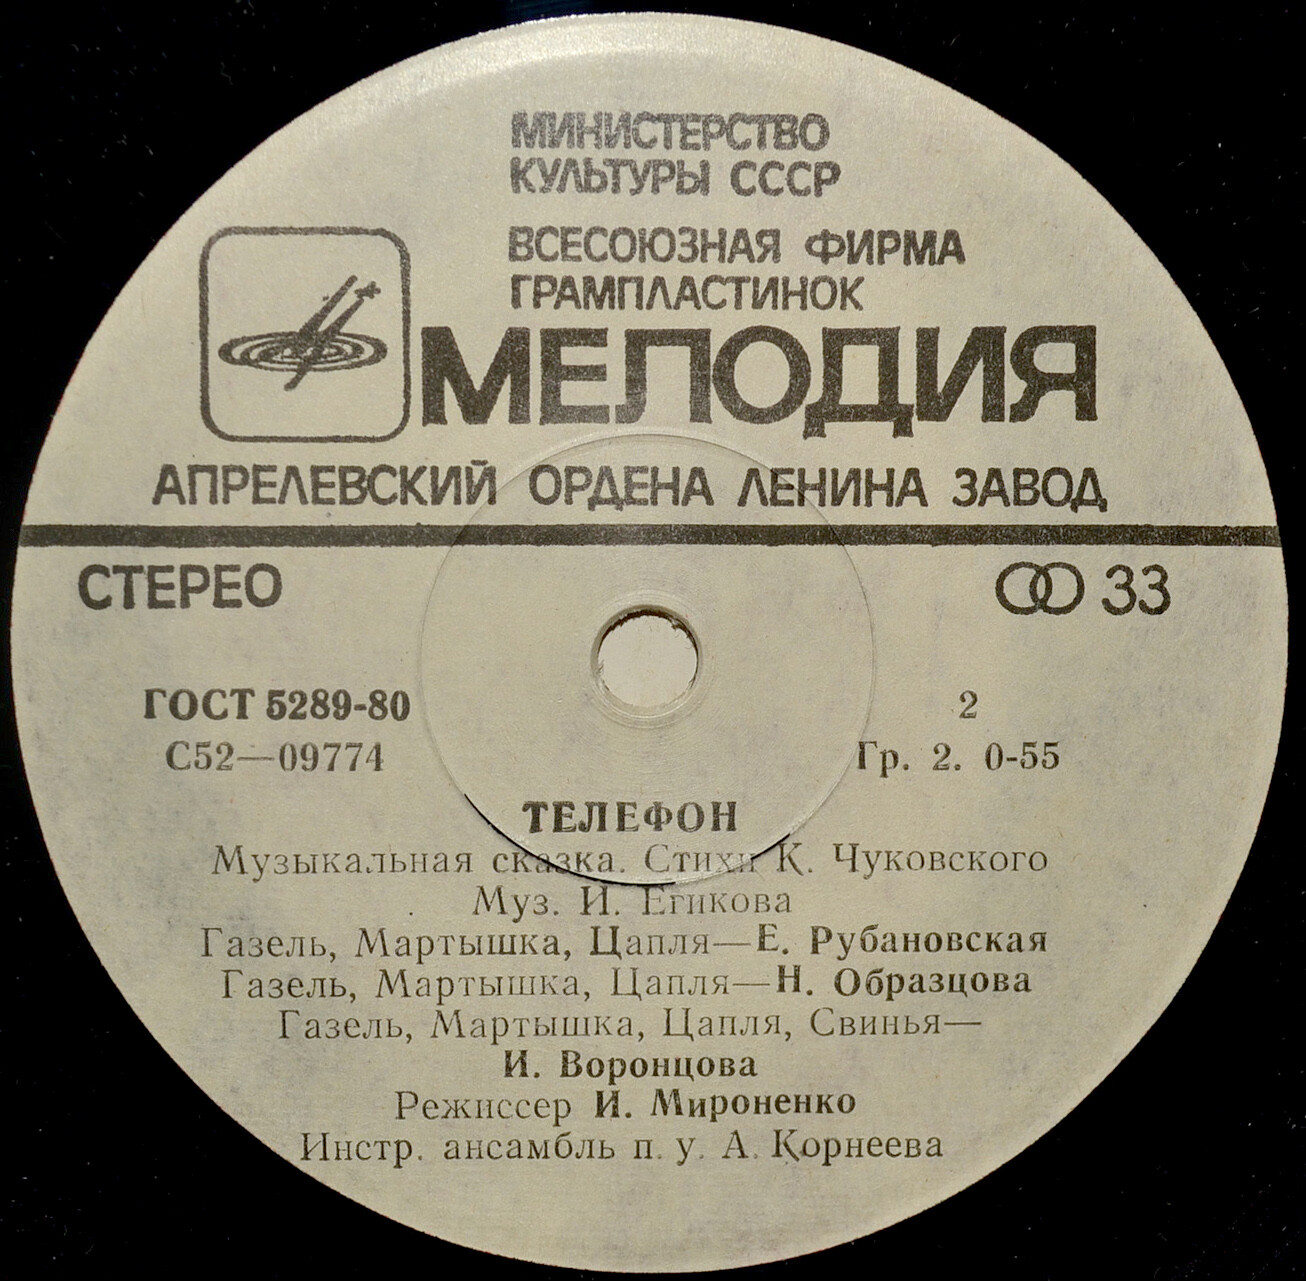 МИНИСТЕРСТВО
КУЛЬТУРЫ СССР
ВСЕСОЮЗНАЯ ФИРМА
ГРАМПЛАСТИНОК
МЕЛОДИЯ
АПРЕЛЕВСКИЙ ОРДЕНА ЛЕНИНА ЗАВОД
СТЕРЕО 33
ГОСТ 5289-80 2
С52—09774 Гр. 2. 0-55
ТЕЛЕФОН
Музыкальная сказка. Стихи К. Чуковского
Муз. И. Егикова
Газель, Мартышка, Цапля—Е. Рубановская
Газель, Мартышка, Цапля—Н. Образцова
Газель, Мартышка, Цапля, Свинья—
И. Воронцова
Режиссер И. Мироненко
Инстр. ансамбль п. у. А. Корнеева